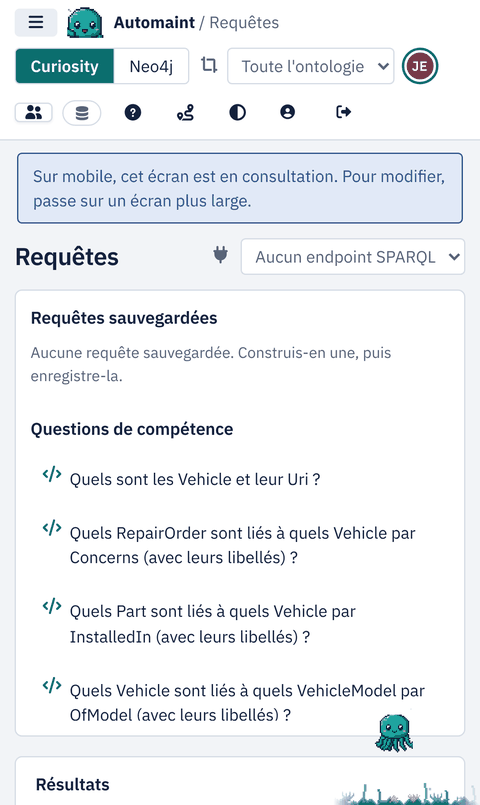 Automaint / Requêtes
Curiosity Neo4j Toute l'ontologie JE
Sur mobile, cet écran est en consultation. Pour modifier,
passe sur un écran plus large.
Requêtes Aucun endpoint SPARQL
Requêtes sauvegardées
Aucune requête sauvegardée. Construis-en une, puis
enregistre-la.
Questions de compétence
</> Quels sont les Vehicle et leur Uri ?
</> Quels RepairOrder sont liés à quels Vehicle par
Concerns (avec leurs libellés) ?
</> Quels Part sont liés à quels Vehicle par
InstalledIn (avec leurs libellés) ?
</> Quels Vehicle sont liés à quels VehicleModel par
OfModel (avec leurs libellés) ?
Résultats